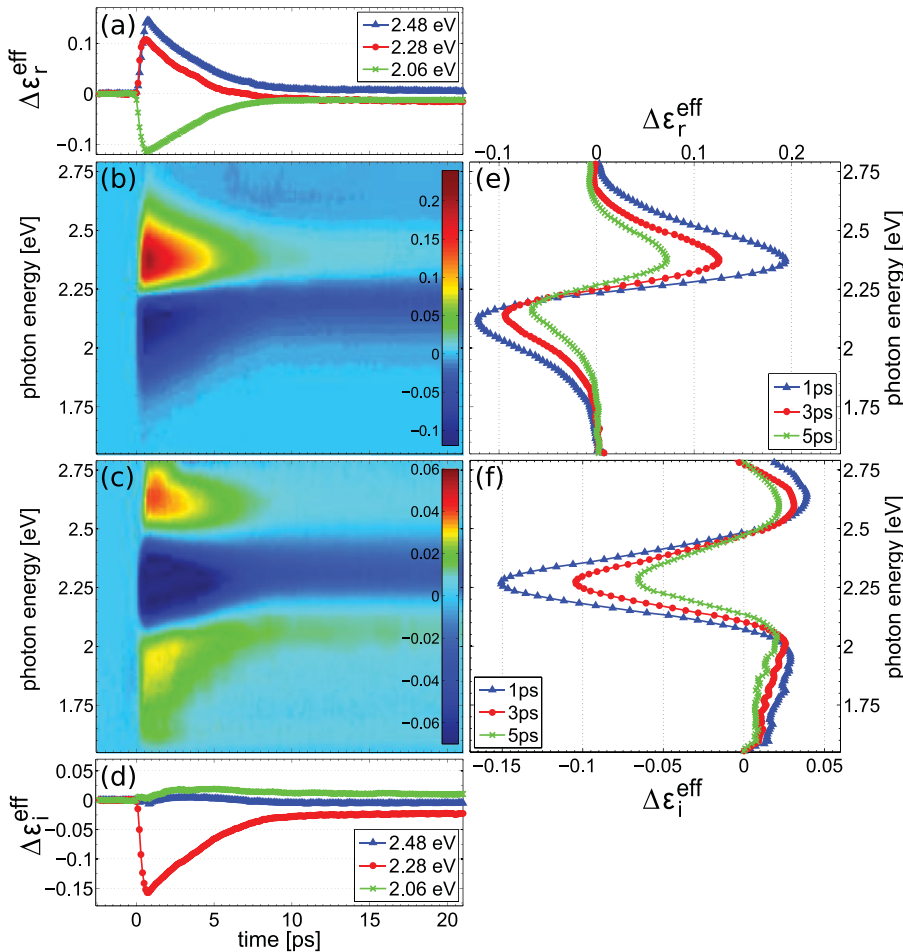 (a)
2.48 eV
2.28 eV
2.06 eV
0.1
0
−0.1
Δε_r^eff
(b)
2.75
2.5
2.25
2
1.75
photon energy [eV]
0.2
0.15
0.10
0.05
0
−0.05
−0.1
(c)
2.75
2.5
2.25
2
1.75
photon energy [eV]
0.06
0.04
0.02
0
−0.02
−0.04
−0.06
(d)
0.05
0
−0.05
−0.1
−0.15
Δε_i^eff
2.48 eV
2.28 eV
2.06 eV
0 5 10 15 20
time [ps]
Δε_r^eff
−0.1 0 0.1 0.2
(e)
2.75
2.5
2.25
2
1.75
photon energy [eV]
1ps
3ps
5ps
(f)
2.75
2.5
2.25
2
1.75
photon energy [eV]
1ps
3ps
5ps
−0.15 −0.1 −0.05 0 0.05
Δε_i^eff